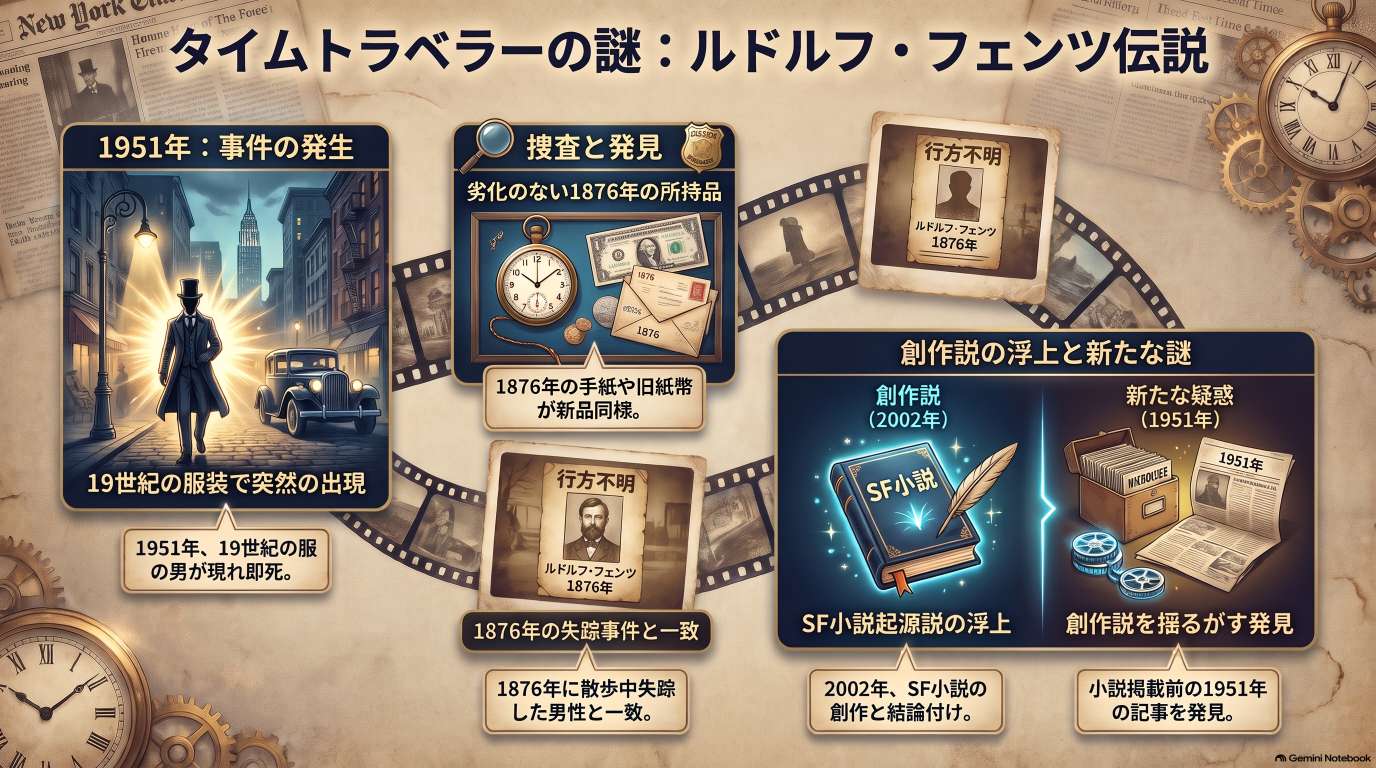 New York
タイムトラベラーの謎：ルドルフ・フェンツ伝説
1951年：事件の発生
19世紀の服装で突然の出現
1951年、19世紀の服
の男が現れ即死。
捜査と発見
劣化のない1876年の所持品
1876
1876
1876年の手紙や旧紙幣
が新品同様。
行方不明
ルドルフ・フェンツ
1876年
1876年の失踪事件と一致
1876年に散歩中失踪
した男性と一致。
行方不明
ルドルフ・フェンツ
1876年
創作説の浮上と新たな謎
創作説
（2002年）
SF小説
SF小説起源説の浮上
2002年、SF小説の
創作と結論付け。
新たな疑惑
（1951年）
1951年
創作説を揺るがす発見
小説掲載前の1951年
の記事を発見。
Gemini Notebook